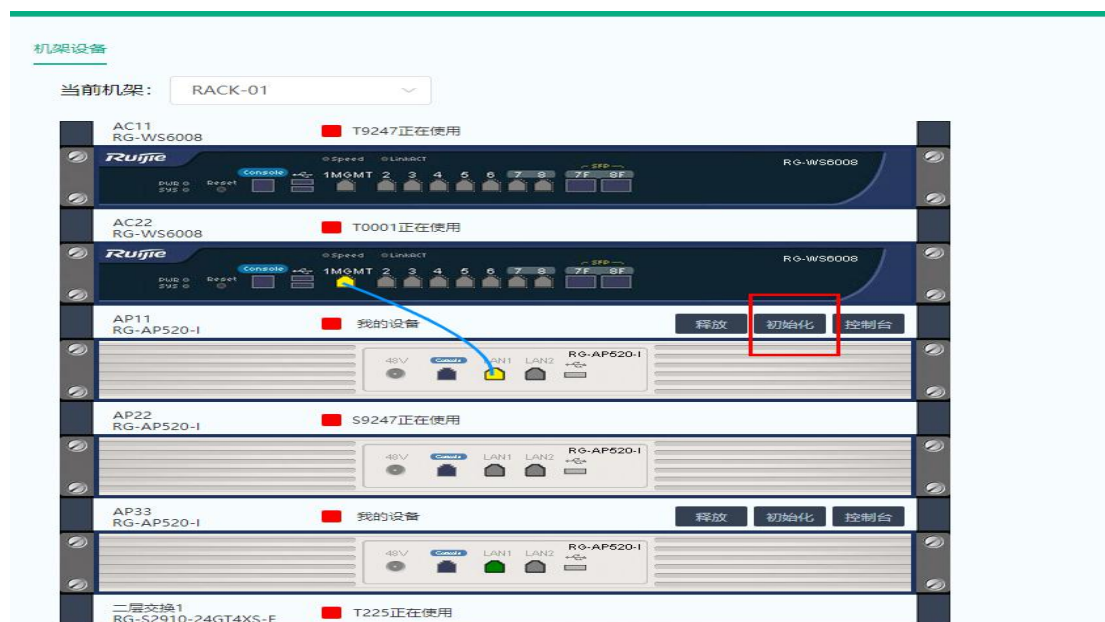 机架设备
当前机架： RACK-01
AC11
RG-WS6008
T9247正在使用
Ruijie
Speed LinkACT
SFP
Console 1MGMT 2 3 4 5 6 7 8 7F 8F
RG-WS6008
PWR
SYS
Reset
AC22
RG-WS6008
T0001正在使用
Ruijie
Speed LinkACT
SFP
Console 1MGMT 2 3 4 5 6 7 8 7F 8F
RG-WS6008
PWR
SYS
Reset
AP11
RG-AP520-I
我的设备
释放 初始化 控制台
48V Console LAN1 LAN2 RG-AP520-I
AP22
RG-AP520-I
S9247正在使用
48V Console LAN1 LAN2 RG-AP520-I
AP33
RG-AP520-I
我的设备
释放 初始化 控制台
48V Console LAN1 LAN2 RG-AP520-I
二层交换1
RG-S2910-24GT4XS-E
T225正在使用